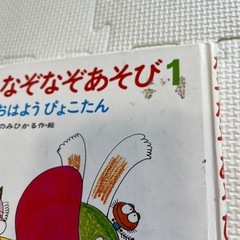 なぞなぞあそび1
おはようぴょこたん
のみひかる作・絵